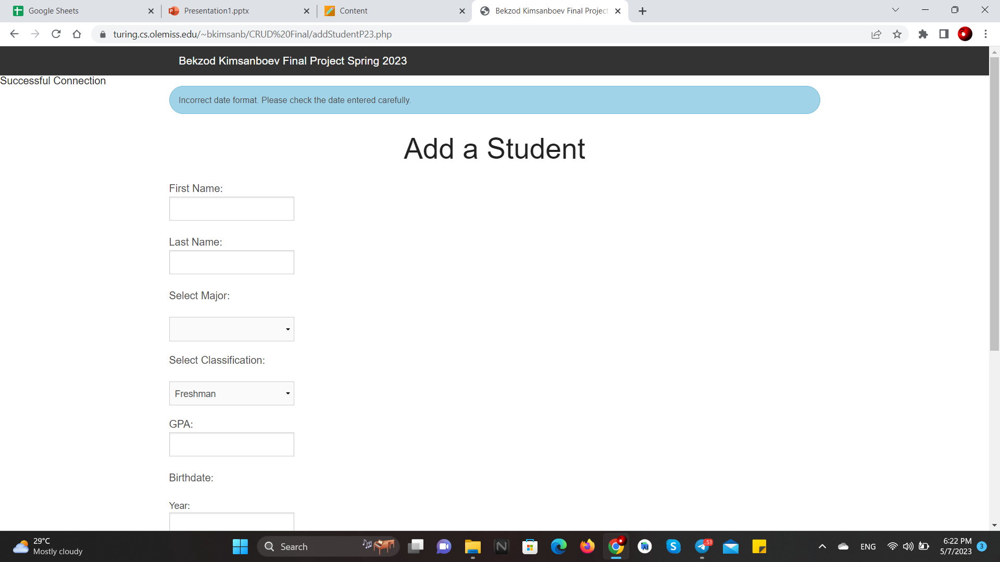 Google Sheets
Presentation1.pptx
Content
Bekzod Kimsanboev Final Project
turing.cs.olemiss.edu/~bkimsanb/CRUD%20Final/addStudentP23.php
Bekzod Kimsanboev Final Project Spring 2023
Successful Connection
Incorrect date format. Please check the date entered carefully.
Add a Student
First Name:
Last Name:
Select Major:
Select Classification:
Freshman
GPA:
Birthdate:
Year:
29°C
Mostly cloudy
Search
51
ENG
6:22 PM
5/7/2023
3